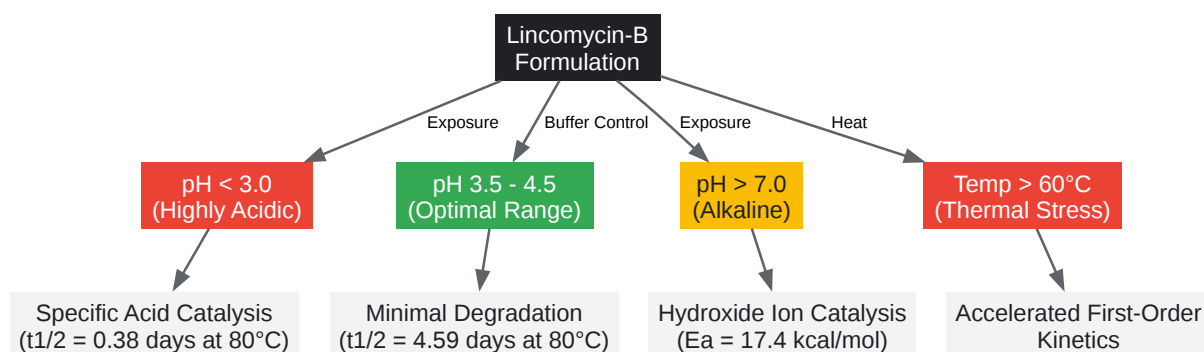 Lincomycin-B
Formulation
Exposure
Buffer Control
Exposure
Heat
pH < 3.0
(Highly Acidic)
pH 3.5 - 4.5
(Optimal Range)
pH > 7.0
(Alkaline)
Temp > 60°C
(Thermal Stress)
Specific Acid Catalysis
(t1/2 = 0.38 days at 80°C)
Minimal Degradation
(t1/2 = 4.59 days at 80°C)
Hydroxide Ion Catalysis
(Ea = 17.4 kcal/mol)
Accelerated First-Order
Kinetics